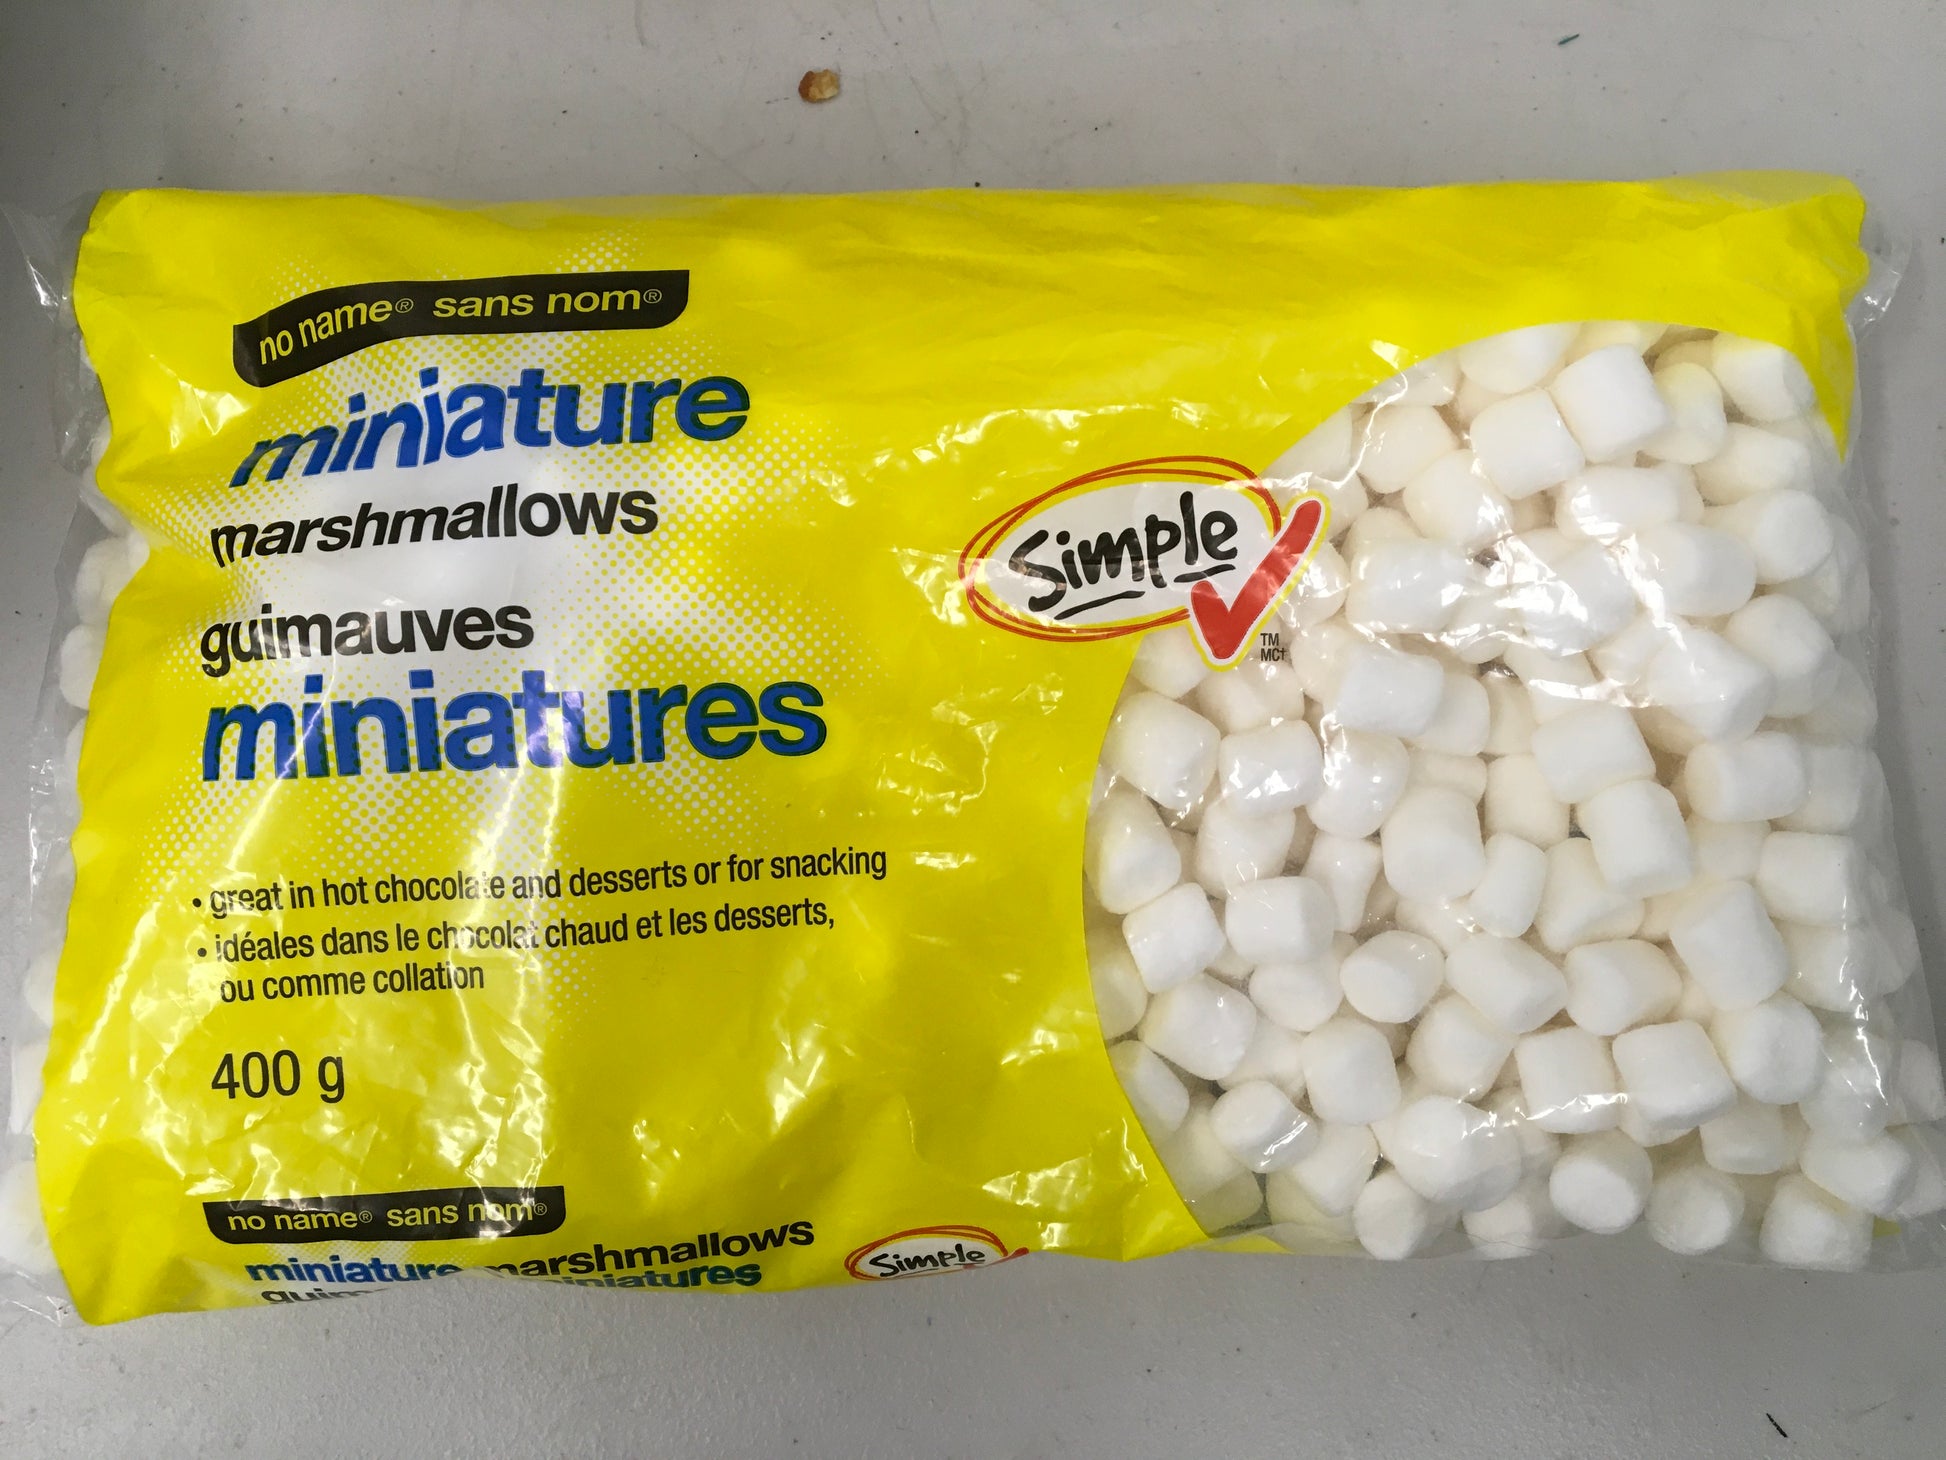 no name® sans nom®
miniature
marshmallows
guimauves
miniatures
Simple
TM
MC†
• great in hot chocolate and desserts or for snacking
• idéales dans le chocolat chaud et les desserts,
ou comme collation
400 g
no name® sans nom®
miniature marshmallows
miniatures
Simple